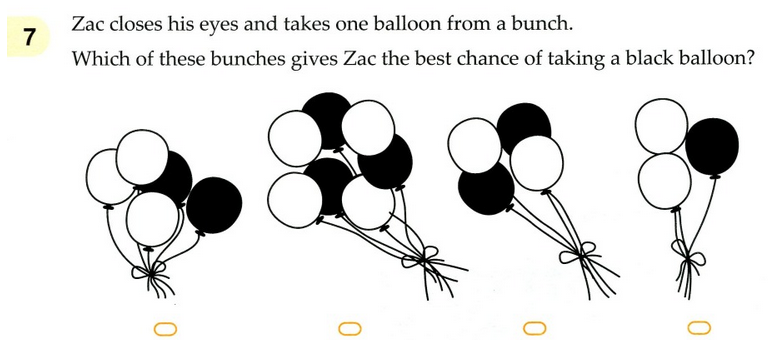 7
Zac closes his eyes and takes one balloon from a bunch.
Which of these bunches gives Zac the best chance of taking a black balloon?